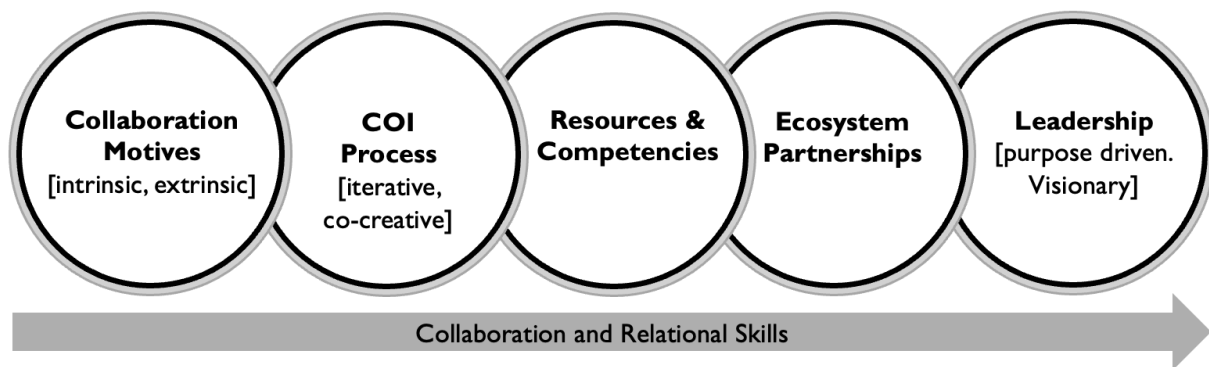 Collaboration
Motives
[intrinsic, extrinsic]
COI
Process
[iterative,
co-creative]
Resources &
Competencies
Ecosystem
Partnerships
Leadership
[purpose driven.
Visionary]
Collaboration and Relational Skills